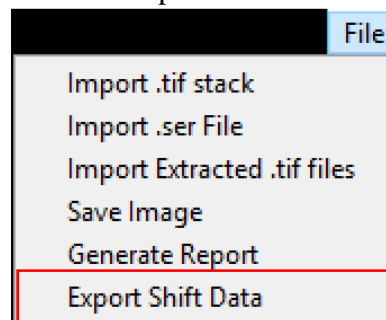 File
Import .tif stack
Import .ser File
Import Extracted .tif files
Save Image
Generate Report
Export Shift Data